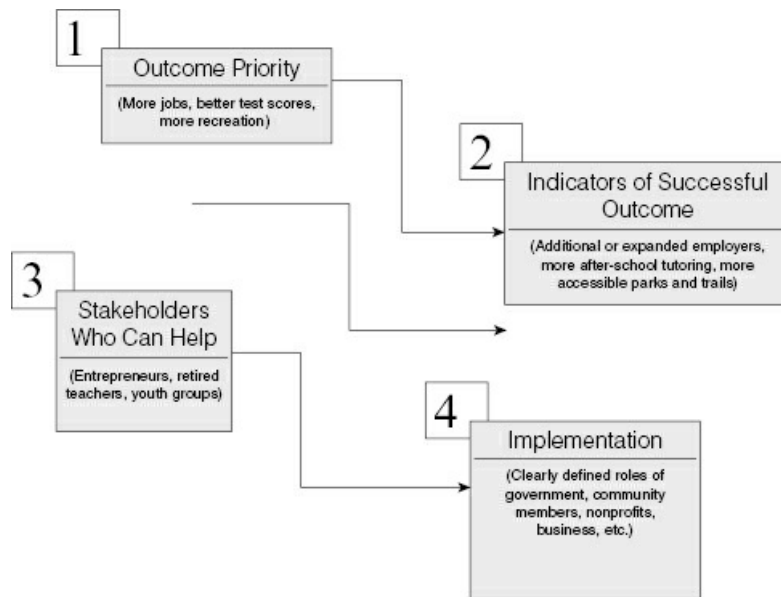 1
Outcome Priority
(More jobs, better test scores,
more recreation)
2
Indicators of Successful
Outcome
(Additional or expanded employers,
more after-school tutoring, more
accessible parks and trails)
3
Stakeholders
Who Can Help
(Entrepreneurs, retired
teachers, youth groups)
4
Implementation
(Clearly defined roles of
government, community
members, nonprofits,
business, etc.)